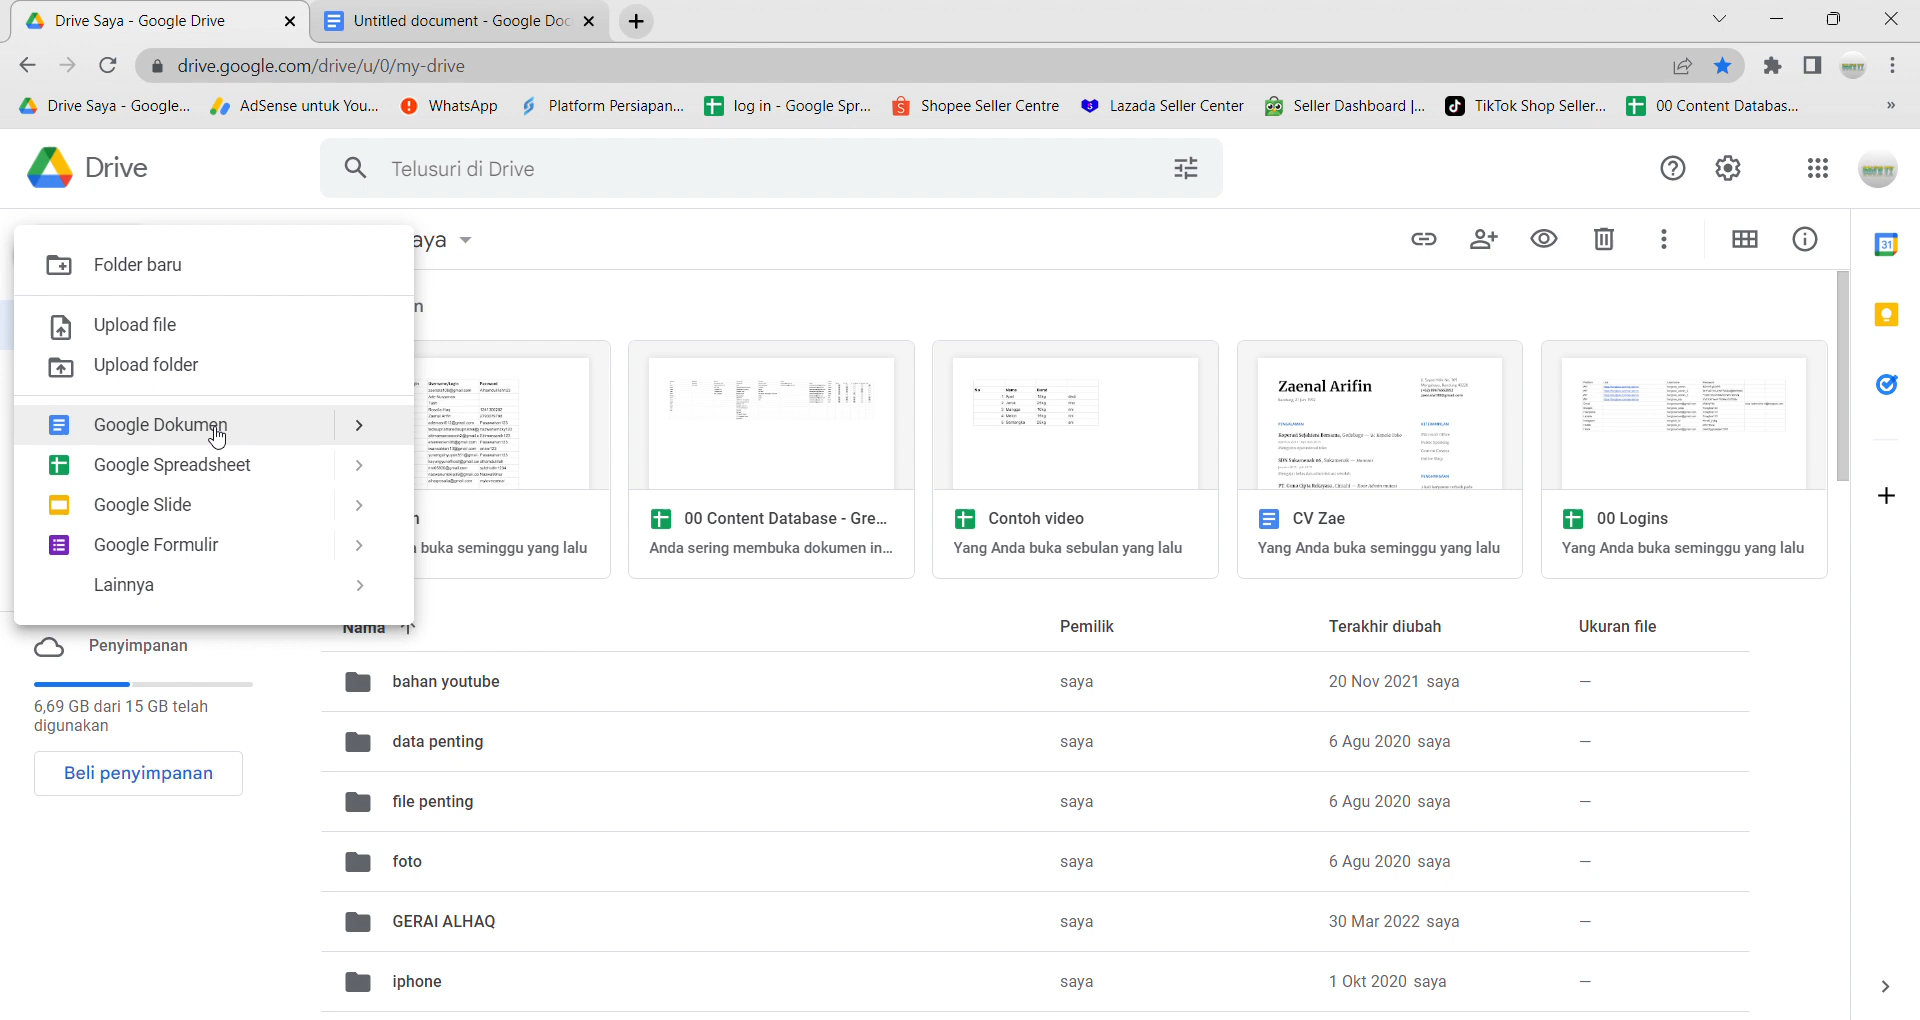 Drive Saya - Google Drive
Untitled document - Google Doc
drive.google.com/drive/u/0/my-drive
Drive Saya - Google...
AdSense untuk You...
WhatsApp
Platform Persiapan...
log in - Google Spr...
Shopee Seller Centre
Lazada Seller Center
Seller Dashboard |...
TikTok Shop Seller...
00 Content Databas...
»
Drive
Telusuri di Drive
aya
31
Folder baru
Upload file
Upload folder
Google Dokumen
Google Spreadsheet
Google Slide
Google Formulir
Lainnya
n
Zaenal Arifin
n
buka seminggu yang lalu
00 Content Database - Gre...
Anda sering membuka dokumen in...
Contoh video
Yang Anda buka sebulan yang lalu
CV Zae
Yang Anda buka seminggu yang lalu
00 Logins
Yang Anda buka seminggu yang lalu
Penyimpanan
6,69 GB dari 15 GB telah
digunakan
Beli penyimpanan
Nama
Pemilik
Terakhir diubah
Ukuran file
bahan youtube
saya
20 Nov 2021 saya
—
data penting
saya
6 Agu 2020 saya
—
file penting
saya
6 Agu 2020 saya
—
foto
saya
6 Agu 2020 saya
—
GERAI ALHAQ
saya
30 Mar 2022 saya
—
iphone
saya
1 Okt 2020 saya
—